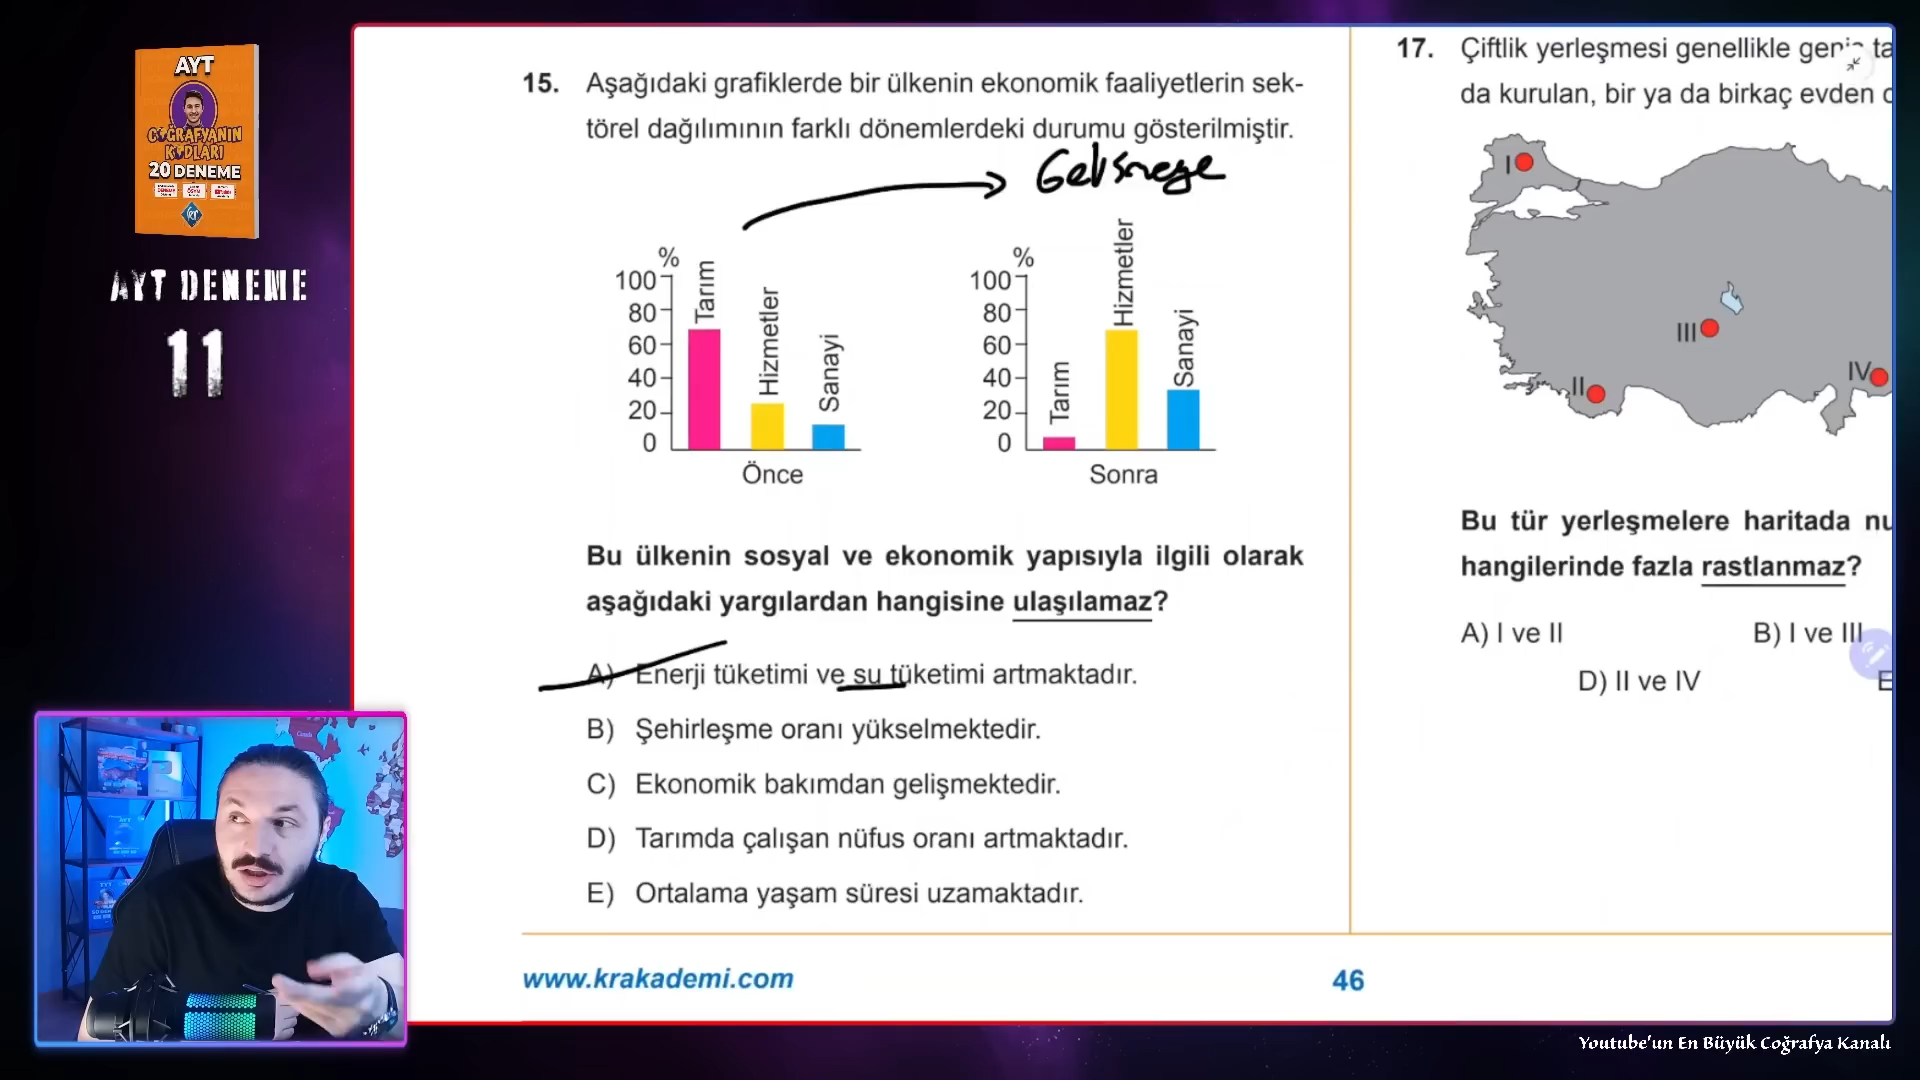 AYT
COĞRAFYANIN
KODLARI
20 DENEME
AYT DENEME
11
15. Aşağıdaki grafiklerde bir ülkenin ekonomik faaliyetlerin sek-
törel dağılımının farklı dönemlerdeki durumu gösterilmiştir.
%
100
80
60
40
20
0
Tarım
Hizmetler
Sanayi
Önce
%
100
80
60
40
20
0
Tarım
Hizmetler
Sanayi
Sonra
Bu ülkenin sosyal ve ekonomik yapısıyla ilgili olarak
aşağıdaki yargılardan hangisine ulaşılamaz?
A) Enerji tüketimi ve su tüketimi artmaktadır.
B) Şehirleşme oranı yükselmektedir.
C) Ekonomik bakımdan gelişmektedir.
D) Tarımda çalışan nüfus oranı artmaktadır.
E) Ortalama yaşam süresi uzamaktadır.
www.krakademi.com
46
17. Çiftlik yerleşmesi genellikle geniş ta
da kurulan, bir ya da birkaç evden
I
II
III
IV
Bu tür yerleşmelere haritada nu
hangilerinde fazla rastlanmaz?
A) I ve II
B) I ve III
D) II ve IV
E
Youtube'un En Büyük Coğrafya Kanalı